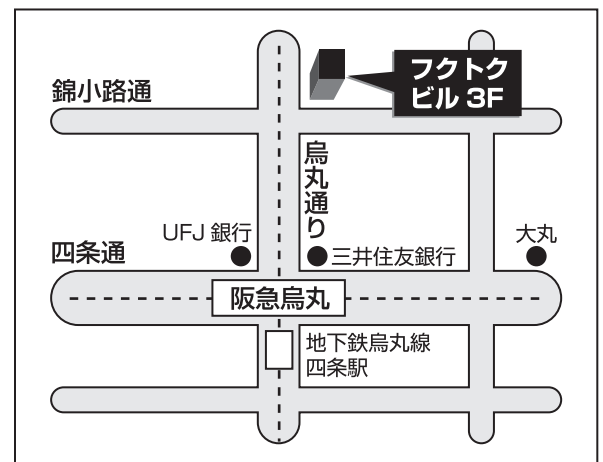 フクトク
ビル 3F
錦小路通
烏丸通り
UFJ 銀行
三井住友銀行
大丸
四条通
阪急烏丸
地下鉄烏丸線
四条駅